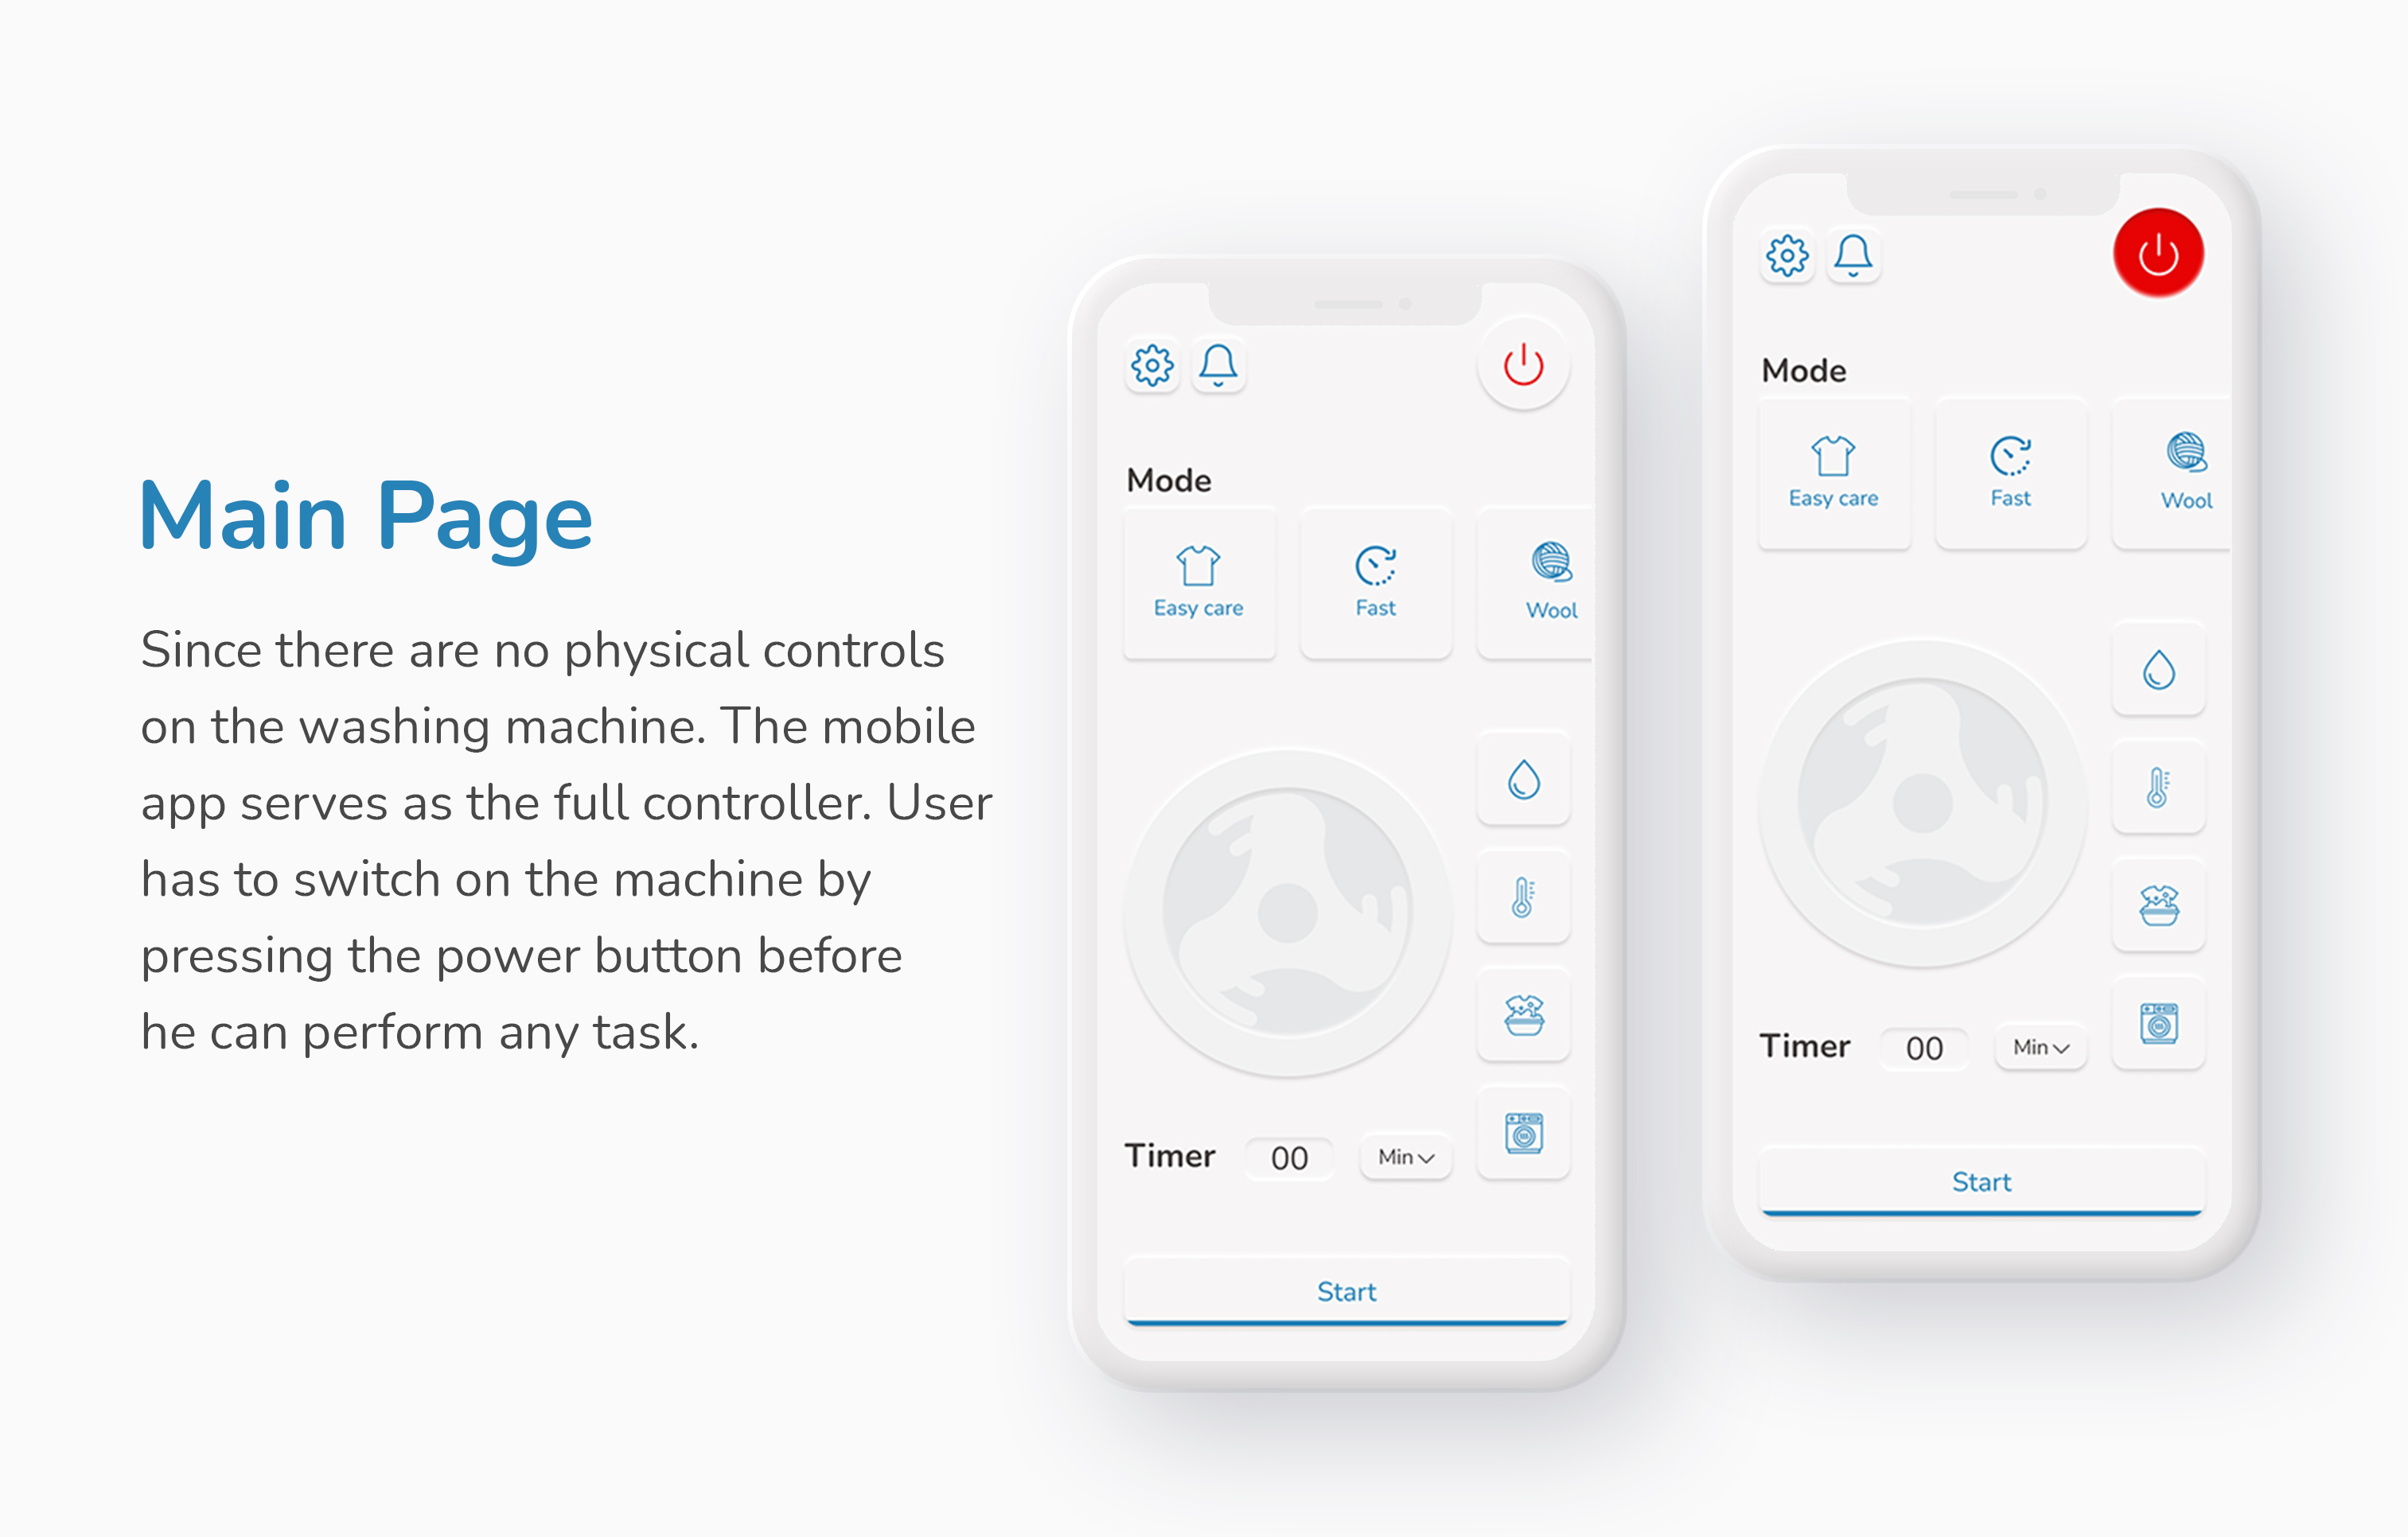 Main Page
Since there are no physical controls
on the washing machine. The mobile
app serves as the full controller. User
has to switch on the machine by
pressing the power button before
he can perform any task.
Mode
Easy care
Fast
Wool
Timer
00
Min
Start
Mode
Easy care
Fast
Wool
Timer
00
Min
Start